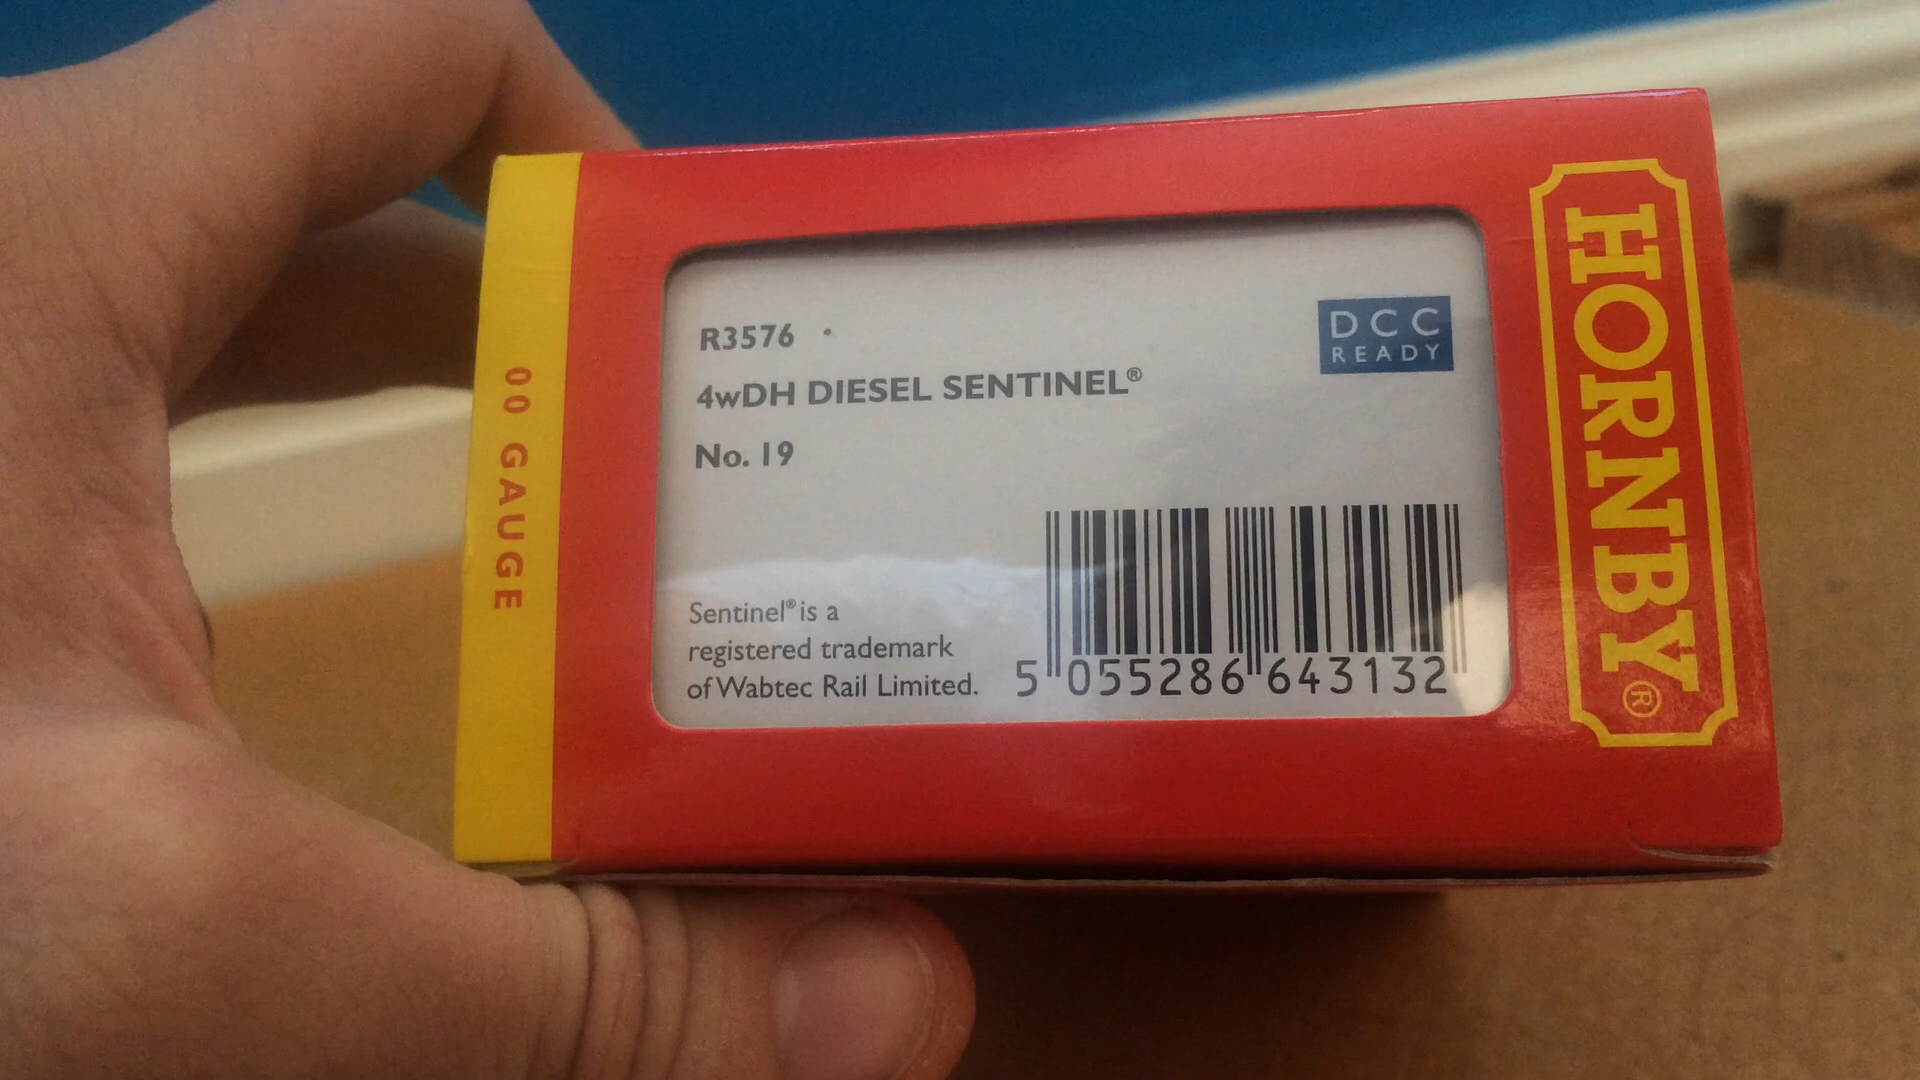 00 GAUGE
R3576
4wDH DIESEL SENTINEL®
No. 19
DCC
READY
Sentinel® is a
registered trademark
of Wabtec Rail Limited.
5 055286 643132
HORNBY®